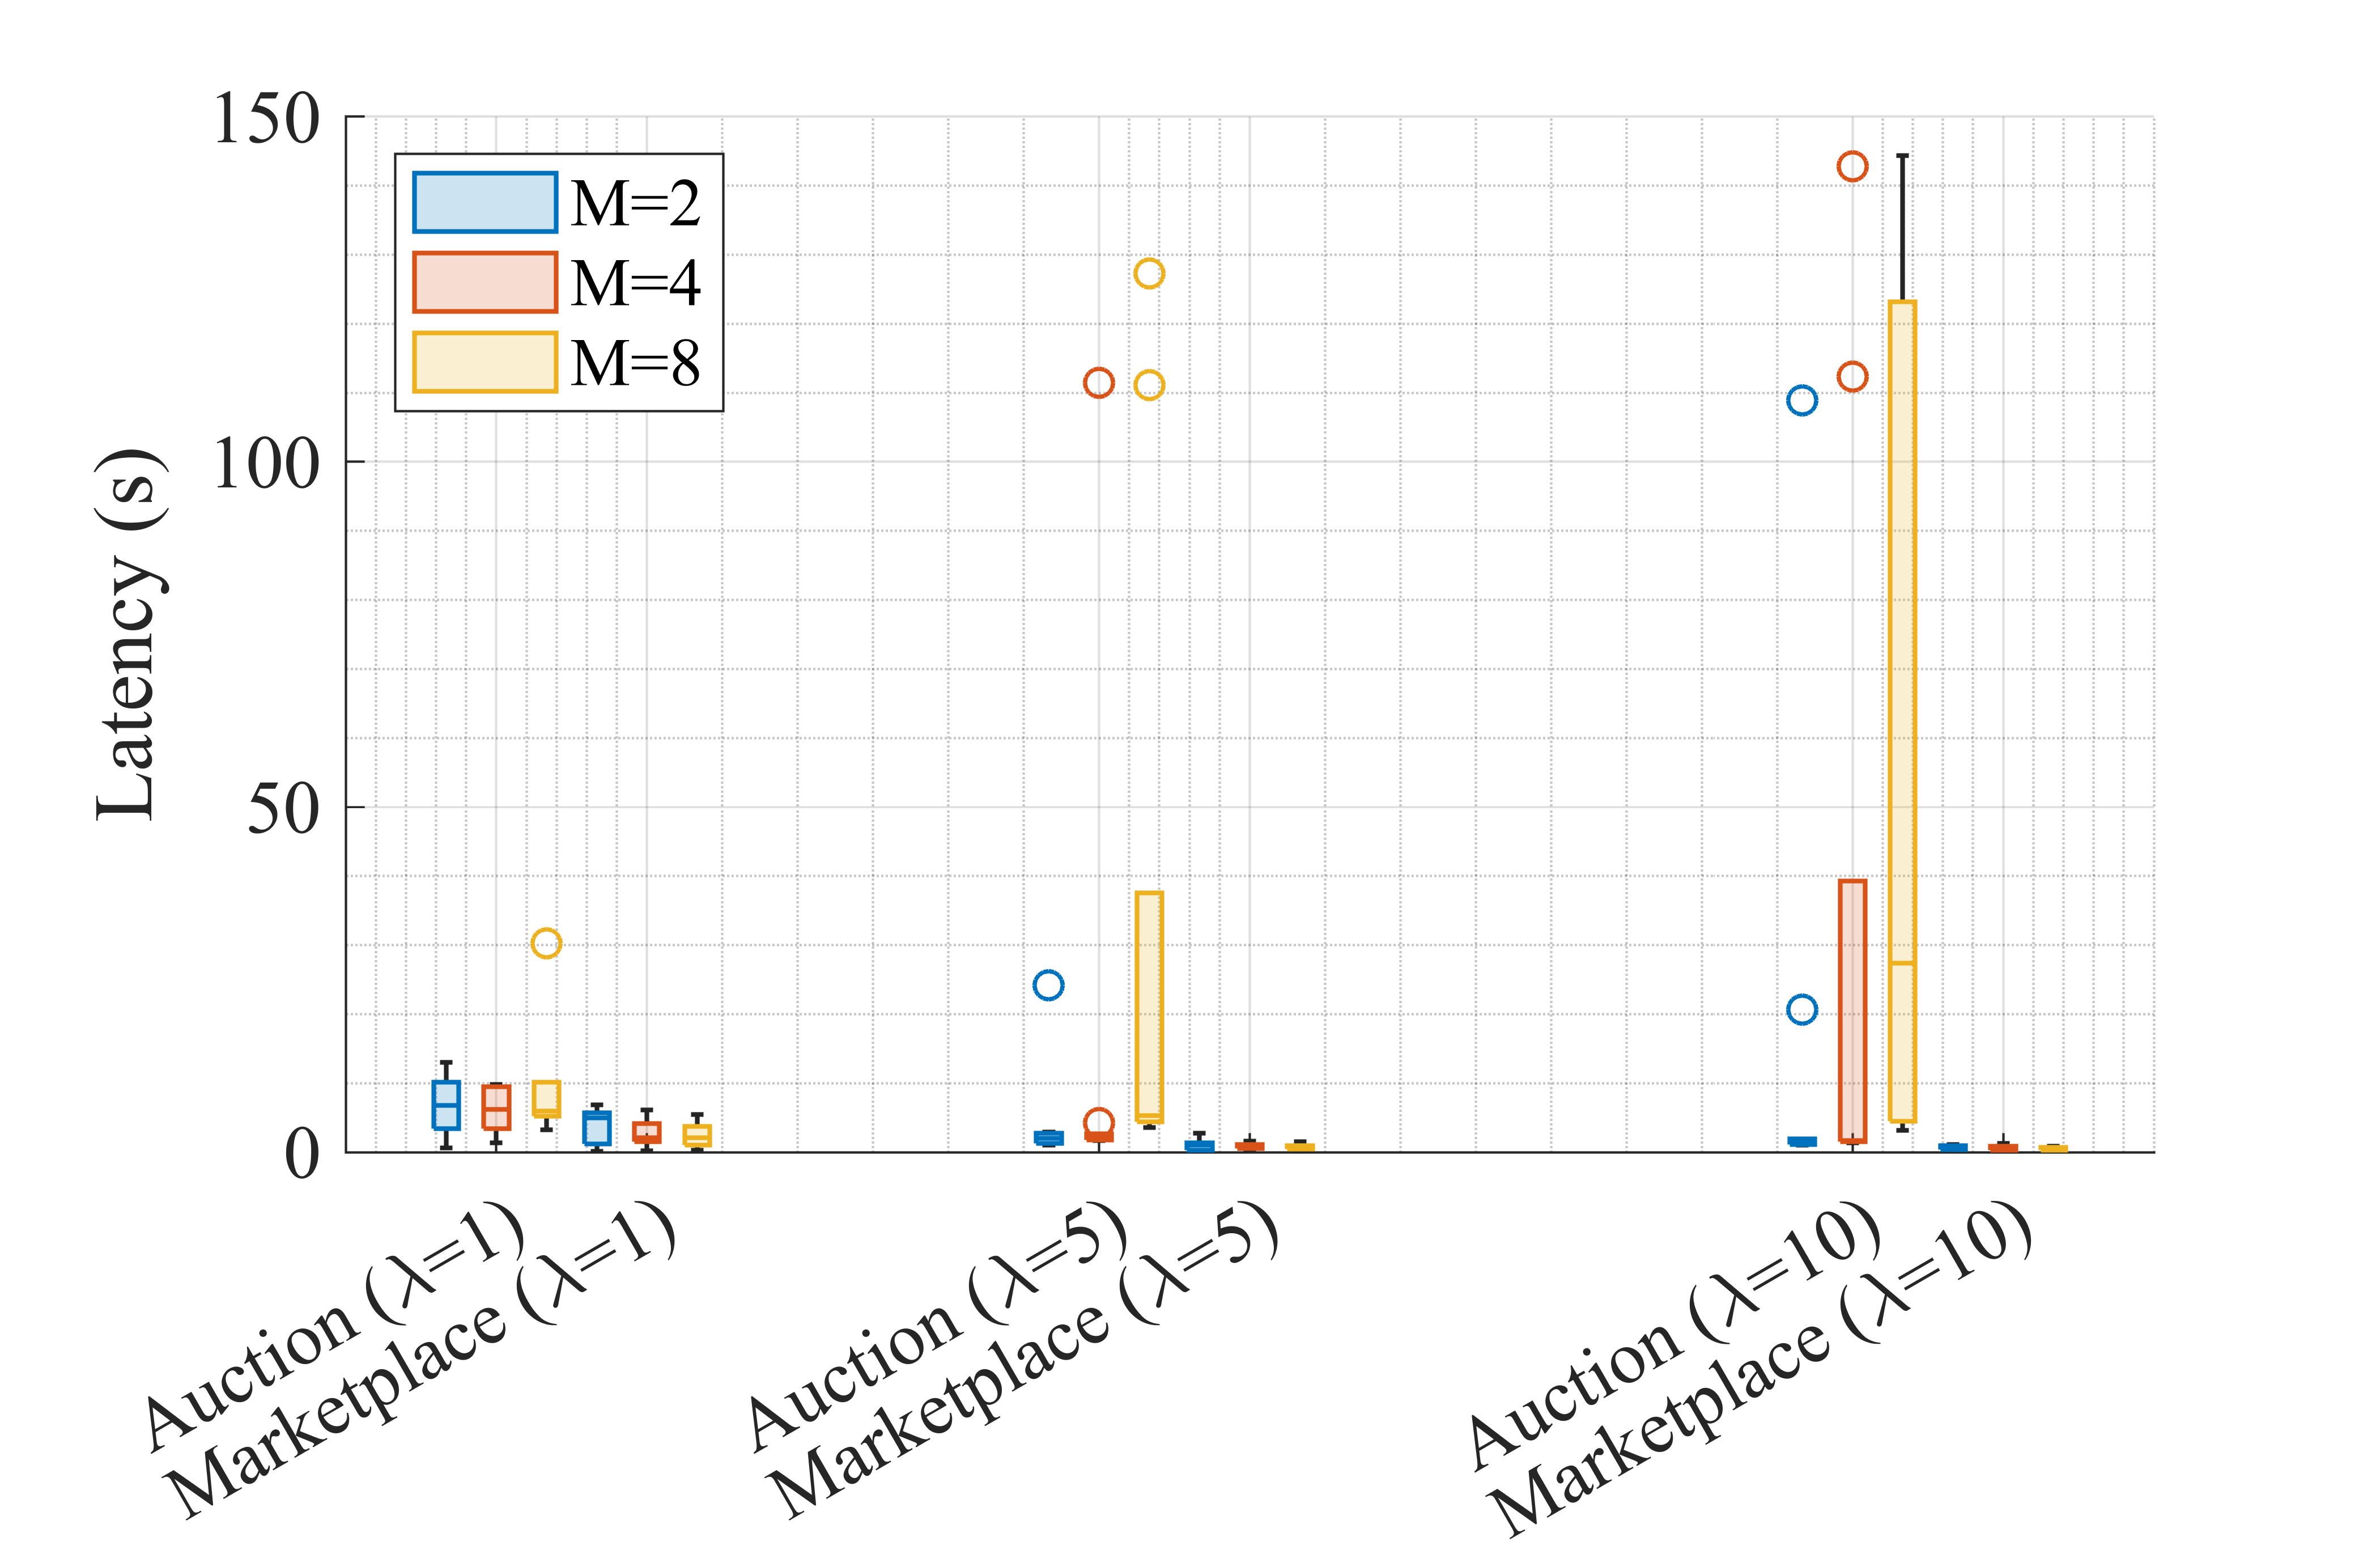 150
100
50
0
Latency (s)
M=2
M=4
M=8
Auction (λ=1)
Marketplace (λ=1)
Auction (λ=5)
Marketplace (λ=5)
Auction (λ=10)
Marketplace (λ=10)